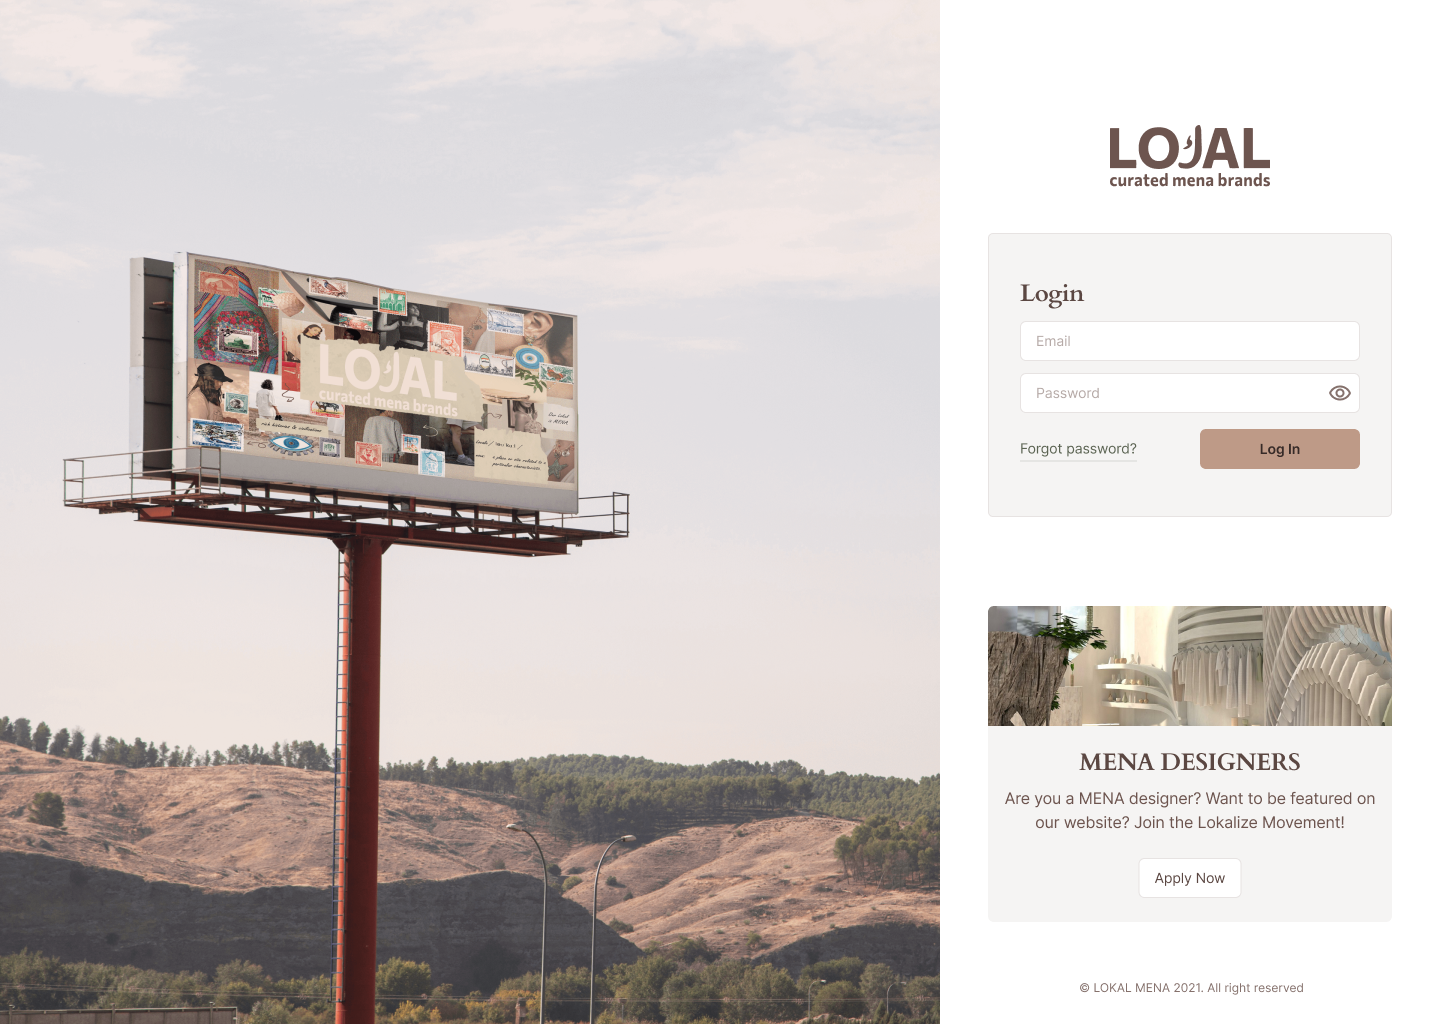 LOKAL
curated mena brands
LOKAL
curated mena brands
Login
Email
Password
Forgot password?
Log In
MENA DESIGNERS
Are you a MENA designer? Want to be featured on
our website? Join the Lokalize Movement!
Apply Now
© LOKAL MENA 2021. All right reserved